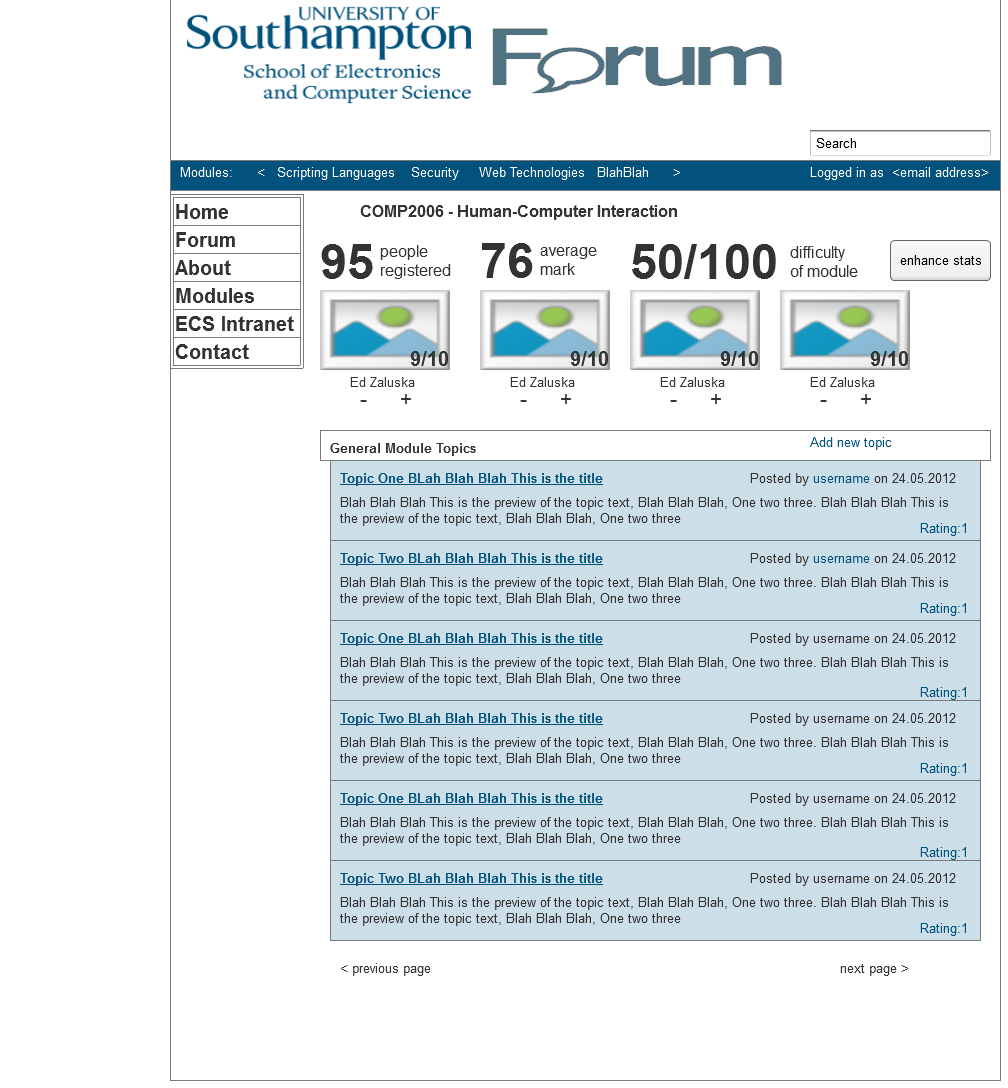 UNIVERSITY OF
Southampton
School of Electronics
and Computer Science
Forum
Search
Modules: < Scripting Languages Security Web Technologies BlahBlah > Logged in as <email address>
Home
Forum
About
Modules
ECS Intranet
Contact
COMP2006 - Human-Computer Interaction
95 people registered
76 average mark
50/100 difficulty of module
enhance stats
9/10 9/10 9/10 9/10
Ed Zaluska Ed Zaluska Ed Zaluska Ed Zaluska
- + - + - + - +
General Module Topics Add new topic
Topic One BLah Blah Blah This is the title Posted by username on 24.05.2012
Blah Blah Blah This is the preview of the topic text, Blah Blah Blah, One two three. Blah Blah Blah This is
the preview of the topic text, Blah Blah Blah, One two three
Rating:1
Topic Two BLah Blah Blah This is the title Posted by username on 24.05.2012
Blah Blah Blah This is the preview of the topic text, Blah Blah Blah, One two three. Blah Blah Blah This is
the preview of the topic text, Blah Blah Blah, One two three
Rating:1
Topic One BLah Blah Blah This is the title Posted by username on 24.05.2012
Blah Blah Blah This is the preview of the topic text, Blah Blah Blah, One two three. Blah Blah Blah This is
the preview of the topic text, Blah Blah Blah, One two three
Rating:1
Topic Two BLah Blah Blah This is the title Posted by username on 24.05.2012
Blah Blah Blah This is the preview of the topic text, Blah Blah Blah, One two three. Blah Blah Blah This is
the preview of the topic text, Blah Blah Blah, One two three
Rating:1
Topic One BLah Blah Blah This is the title Posted by username on 24.05.2012
Blah Blah Blah This is the preview of the topic text, Blah Blah Blah, One two three. Blah Blah Blah This is
the preview of the topic text, Blah Blah Blah, One two three
Rating:1
Topic Two BLah Blah Blah This is the title Posted by username on 24.05.2012
Blah Blah Blah This is the preview of the topic text, Blah Blah Blah, One two three. Blah Blah Blah This is
the preview of the topic text, Blah Blah Blah, One two three
Rating:1
< previous page next page >